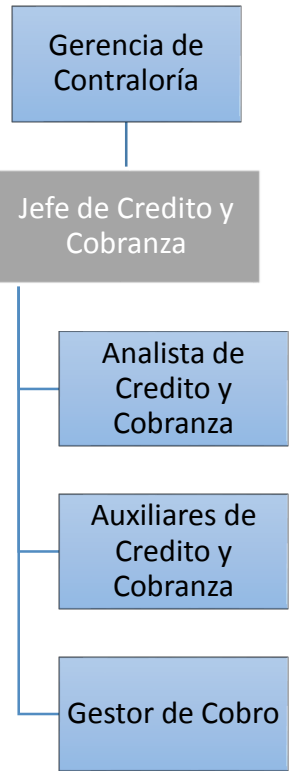 Gerencia de
Contraloría
Jefe de Credito y
Cobranza
Analista de
Credito y
Cobranza
Auxiliares de
Credito y
Cobranza
Gestor de Cobro